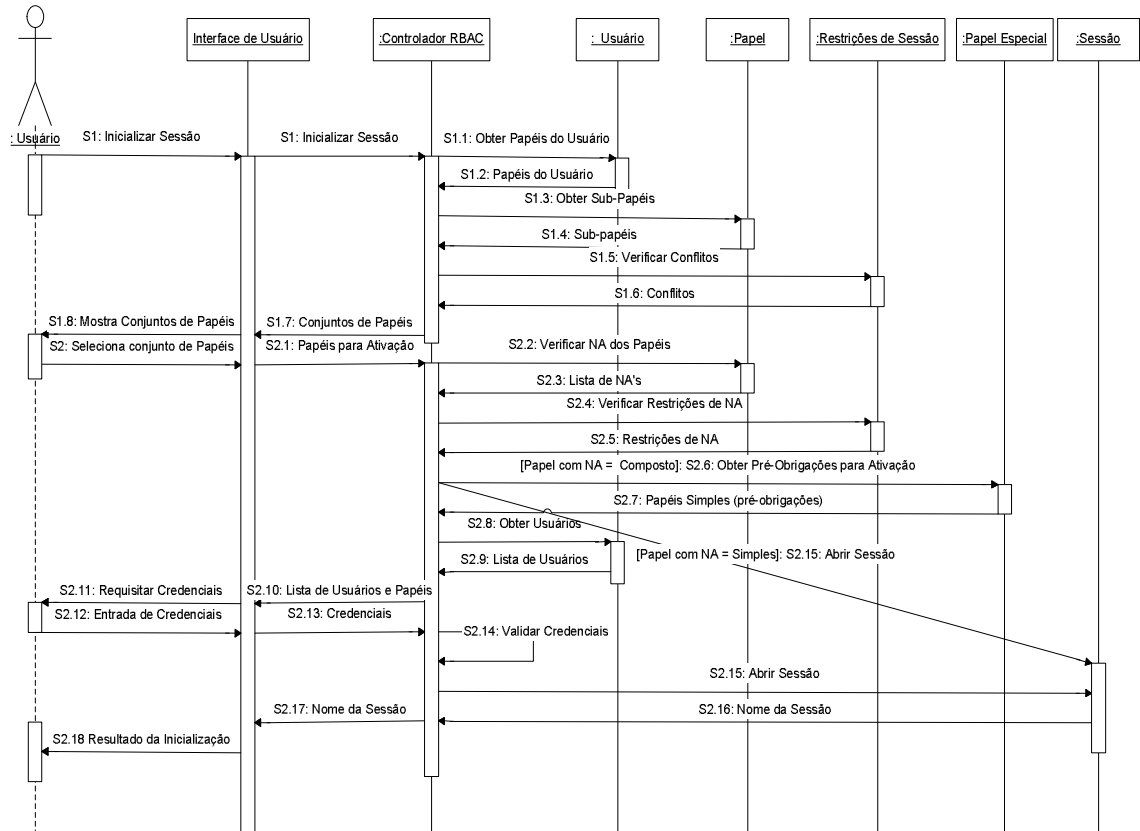 Interface de Usuário
:Controlador RBAC
: Usuário
:Papel
:Restrições de Sessão
:Papel Especial
:Sessão
: Usuário
S1: Inicializar Sessão
S1: Inicializar Sessão
S1.1: Obter Papéis do Usuário
S1.2: Papéis do Usuário
S1.3: Obter Sub-Papéis
S1.4: Sub-papéis
S1.5: Verificar Conflitos
S1.6: Conflitos
S1.8: Mostra Conjuntos de Papéis
S1.7: Conjuntos de Papéis
S2: Seleciona conjunto de Papéis
S2.1: Papéis para Ativação
S2.2: Verificar NA dos Papéis
S2.3: Lista de NA's
S2.4: Verificar Restrições de NA
S2.5: Restrições de NA
[Papel com NA = Composto]: S2.6: Obter Pré-Obrigações para Ativação
S2.7: Papéis Simples (pré-obrigações)
S2.8: Obter Usuários
[Papel com NA = Simples]: S2.15: Abrir Sessão
S2.9: Lista de Usuários
S2.11: Requisitar Credenciais
S2.10: Lista de Usuários e Papéis
S2.12: Entrada de Credenciais
S2.13: Credenciais
S2.14: Validar Credenciais
S2.15: Abrir Sessão
S2.17: Nome da Sessão
S2.16: Nome da Sessão
S2.18 Resultado da Inicialização